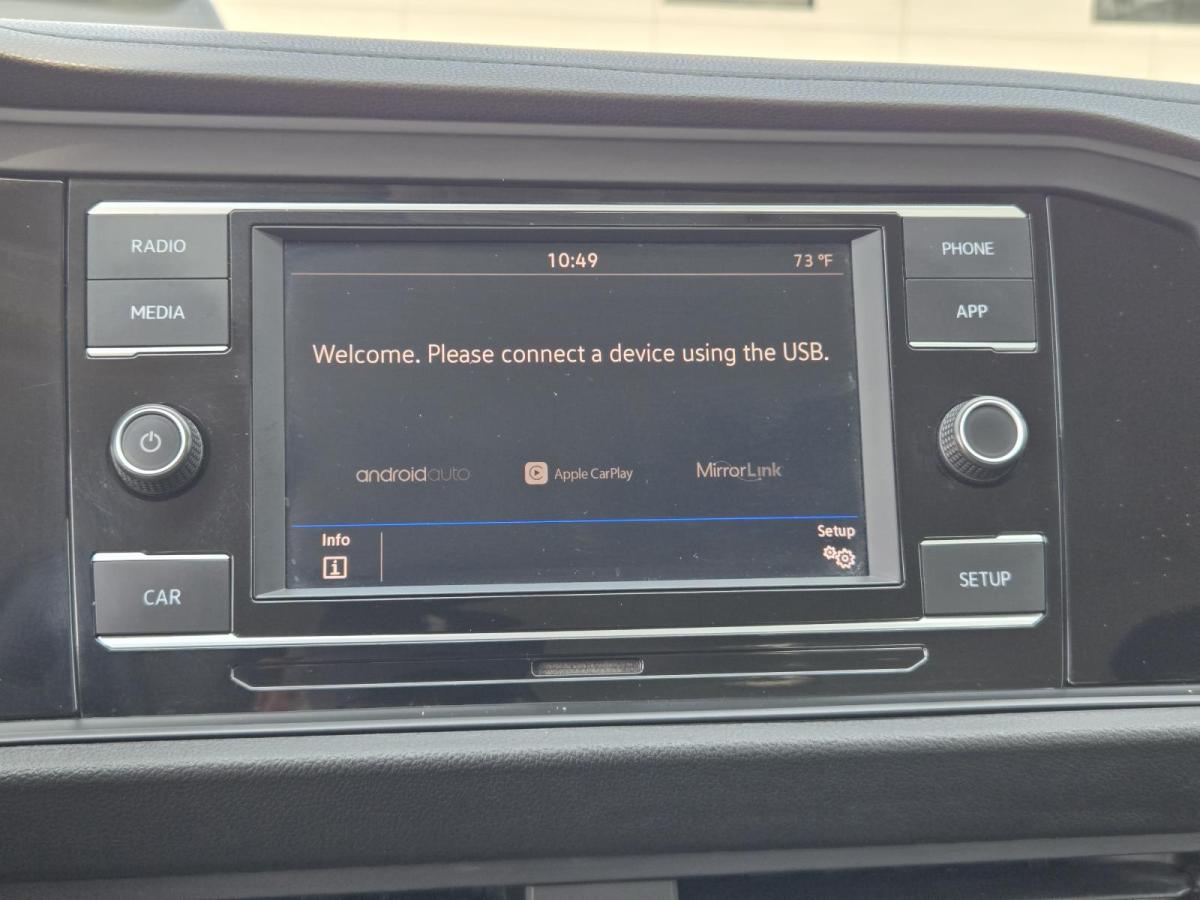 RADIO
MEDIA
CAR
10:49
73 °F
Welcome. Please connect a device using the USB.
androidauto
Apple CarPlay
MirrorLink
Info
i
Setup
PHONE
APP
SETUP